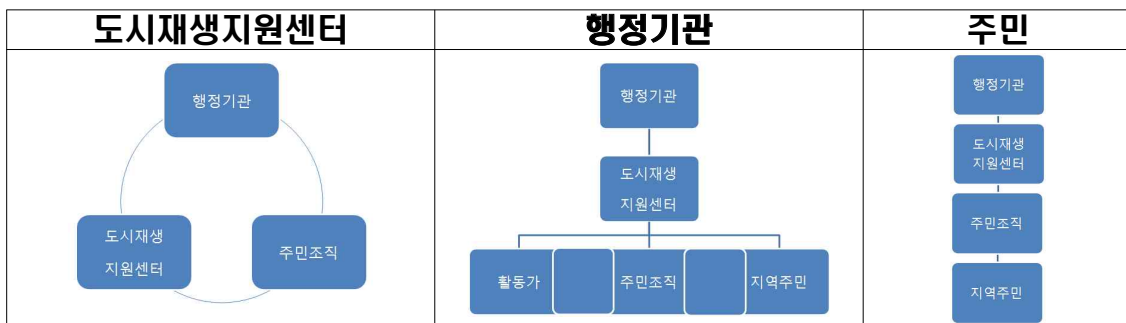 도시재생지원센터
행정기관
주민
행정기관
도시재생
지원센터
주민조직
행정기관
도시재생
지원센터
활동가
주민조직
지역주민
행정기관
도시재생
지원센터
주민조직
지역주민